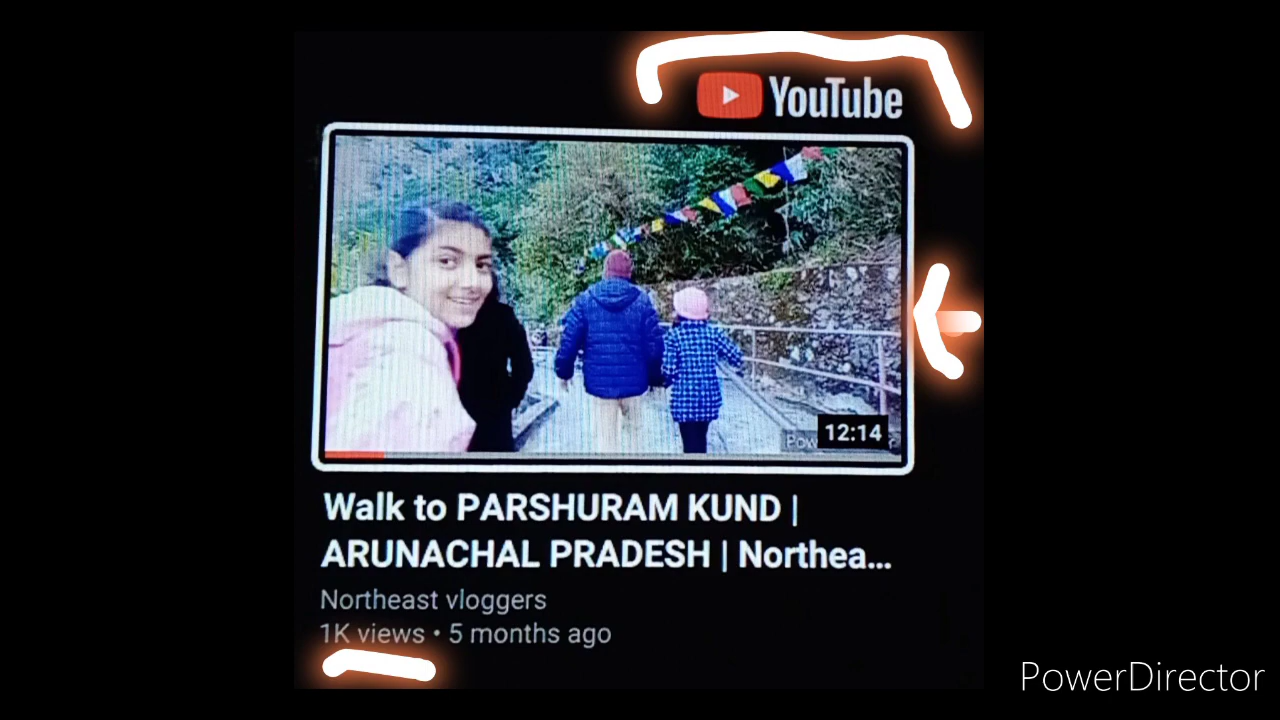 YouTube
12:14
Walk to PARSHURAM KUND |
ARUNACHAL PRADESH | Northea...
Northeast vloggers
1K views • 5 months ago
PowerDirector